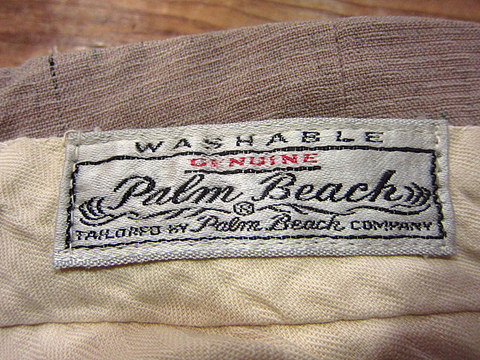 WASHABLE
GENUINE
Palm Beach
®
TAILORED BY Palm Beach COMPANY